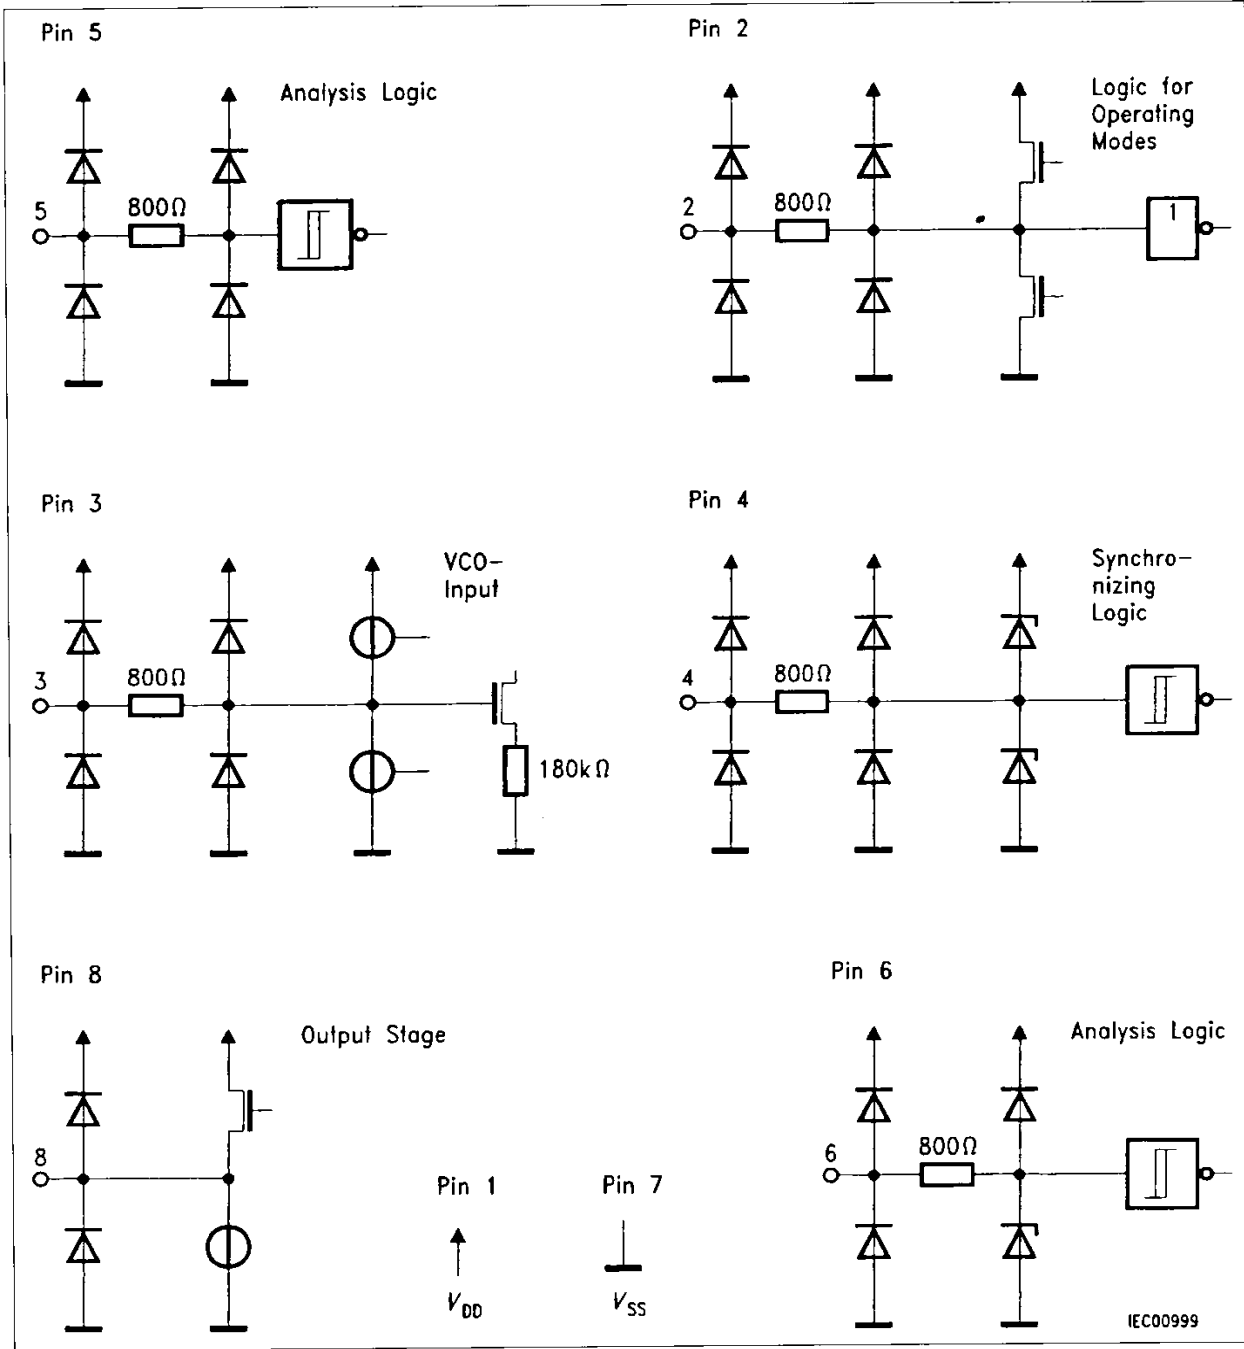 Pin 5
Analysis Logic
5
800Ω
Pin 2
Logic for
Operating
Modes
2
800Ω
1
Pin 3
VCO-
Input
3
800Ω
180kΩ
Pin 4
Synchro-
nizing
Logic
4
800Ω
Pin 8
Output Stage
8
Pin 1
VDD
Pin 7
VSS
Pin 6
Analysis Logic
6
800Ω
IEC00999